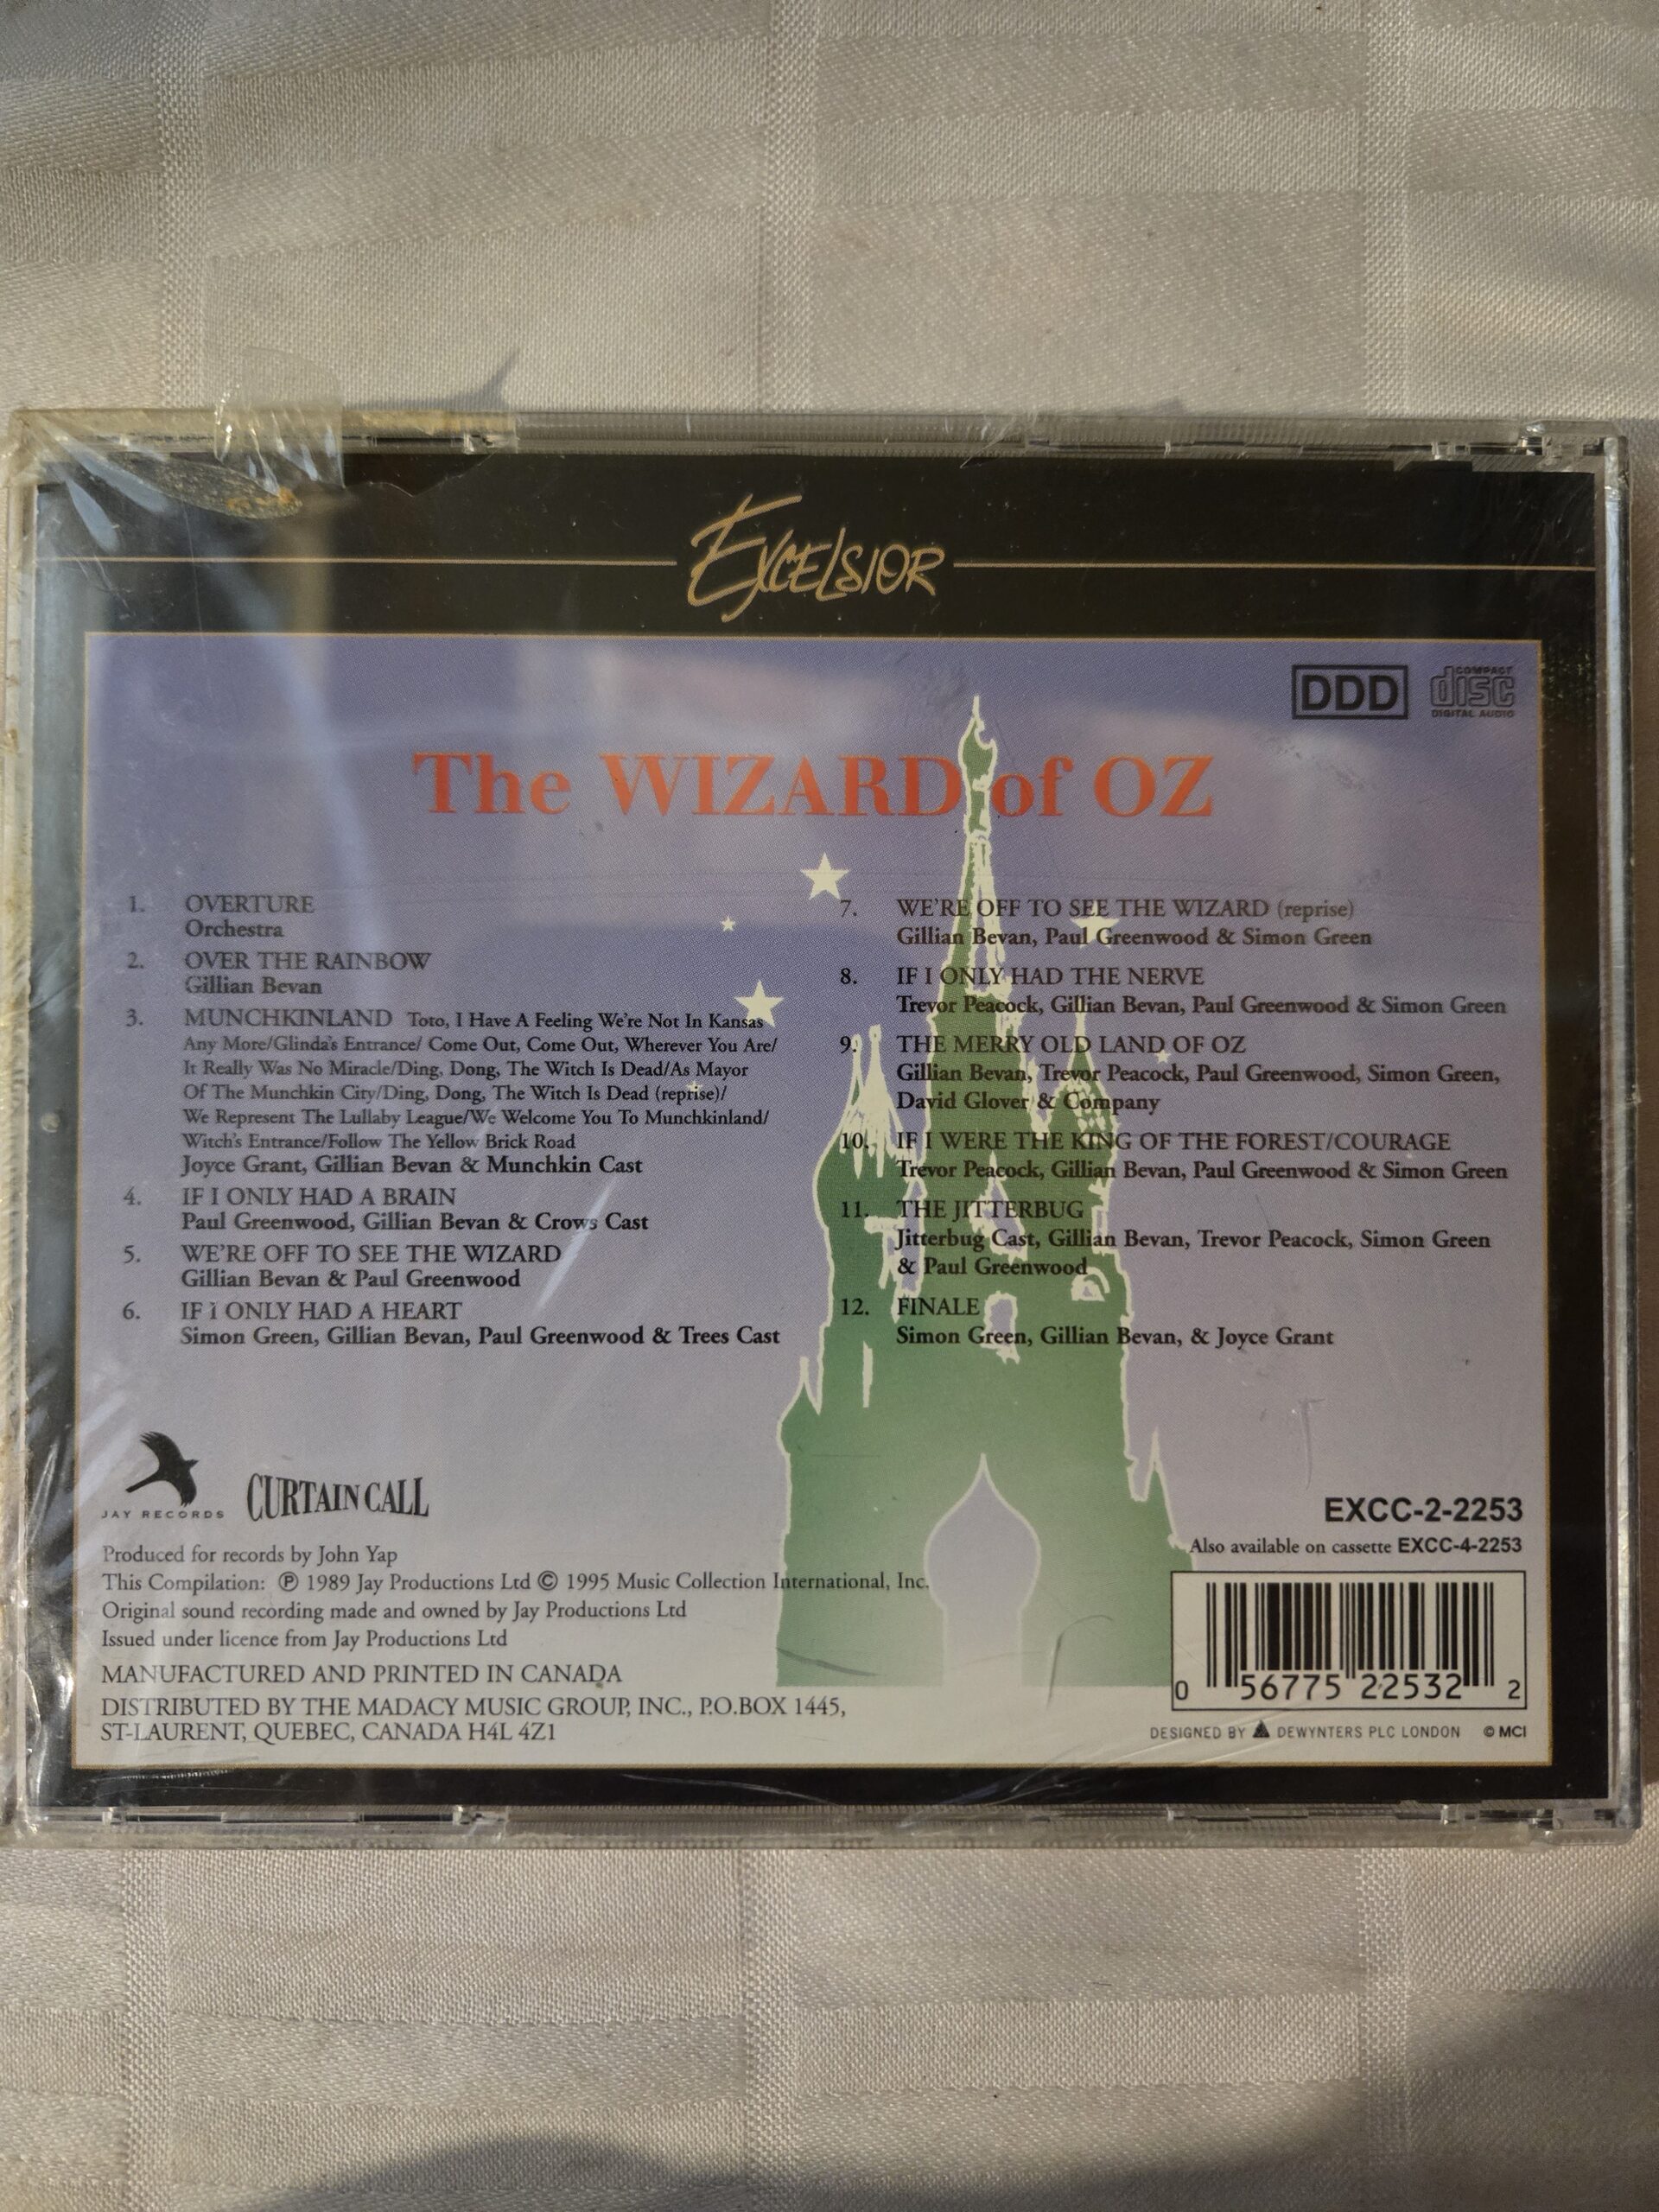 EXCELSIOR
DDD
COMPACT
disc
DIGITAL AUDIO
The WIZARD of OZ
1. OVERTURE
Orchestra
2. OVER THE RAINBOW
Gillian Bevan
3. MUNCHKINLAND Toto, I Have A Feeling We're Not In Kansas
Any More/Glinda's Entrance/ Come Out, Come Out, Wherever You Are/
It Really Was No Miracle/Ding, Dong, The Witch Is Dead/As Mayor
Of The Munchkin City/Ding, Dong, The Witch Is Dead (reprise)/
We Represent The Lullaby League/We Welcome You To Munchkinland/
Witch's Entrance/Follow The Yellow Brick Road
Joyce Grant, Gillian Bevan & Munchkin Cast
4. IF I ONLY HAD A BRAIN
Paul Greenwood, Gillian Bevan & Crows Cast
5. WE'RE OFF TO SEE THE WIZARD
Gillian Bevan & Paul Greenwood
6. IF I ONLY HAD A HEART
Simon Green, Gillian Bevan, Paul Greenwood & Trees Cast
7. WE'RE OFF TO SEE THE WIZARD (reprise)
Gillian Bevan, Paul Greenwood & Simon Green
8. IF I ONLY HAD THE NERVE
Trevor Peacock, Gillian Bevan, Paul Greenwood & Simon Green
9. THE MERRY OLD LAND OF OZ
Gillian Bevan, Trevor Peacock, Paul Greenwood, Simon Green,
David Glover & Company
10. IF I WERE THE KING OF THE FOREST/COURAGE
Trevor Peacock, Gillian Bevan, Paul Greenwood & Simon Green
11. THE JITTERBUG
Jitterbug Cast, Gillian Bevan, Trevor Peacock, Simon Green
& Paul Greenwood
12. FINALE
Simon Green, Gillian Bevan, & Joyce Grant
JAY RECORDS
CURTAIN CALL
Produced for records by John Yap
This Compilation: ℗ 1989 Jay Productions Ltd © 1995 Music Collection International, Inc.
Original sound recording made and owned by Jay Productions Ltd
Issued under licence from Jay Productions Ltd
MANUFACTURED AND PRINTED IN CANADA
DISTRIBUTED BY THE MADACY MUSIC GROUP, INC., P.O.BOX 1445,
ST-LAURENT, QUEBEC, CANADA H4L 4Z1
EXCC-2-2253
Also available on cassette EXCC-4-2253
0 56775 22532 2
DESIGNED BY DEWYNTERS PLC LONDON © MCI